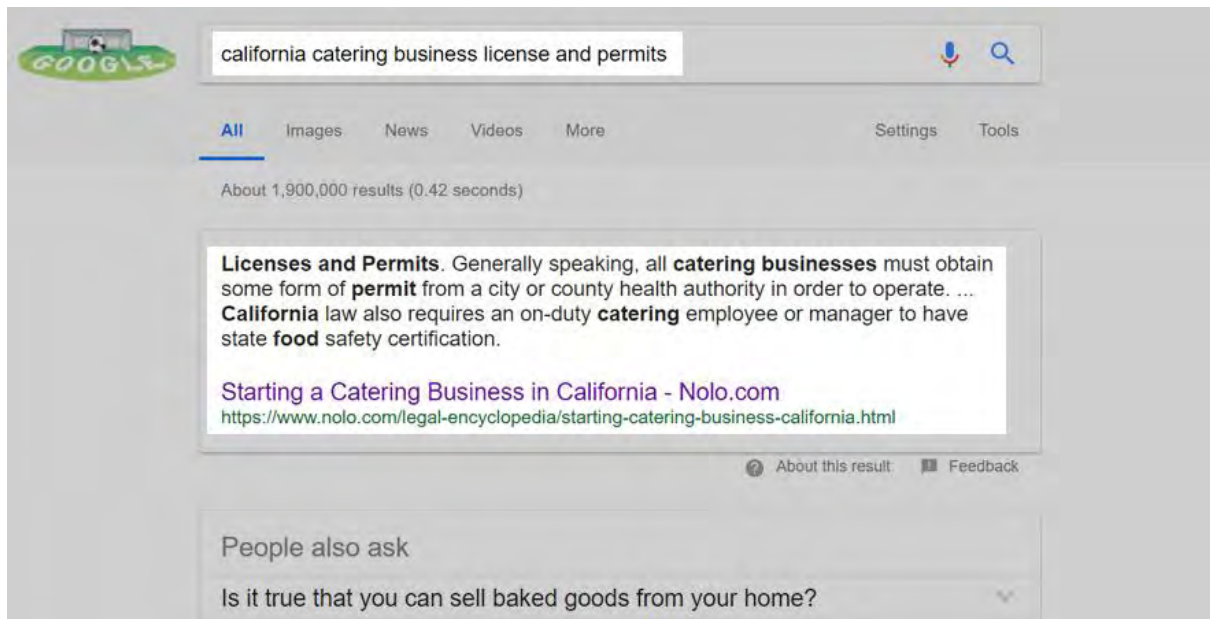 GOOGLE
california catering business license and permits
All Images News Videos More Settings Tools
About 1,900,000 results (0.42 seconds)
Licenses and Permits. Generally speaking, all catering businesses must obtain
some form of permit from a city or county health authority in order to operate. ...
California law also requires an on-duty catering employee or manager to have
state food safety certification.
Starting a Catering Business in California - Nolo.com
https://www.nolo.com/legal-encyclopedia/starting-catering-business-california.html
About this result Feedback
People also ask
Is it true that you can sell baked goods from your home?